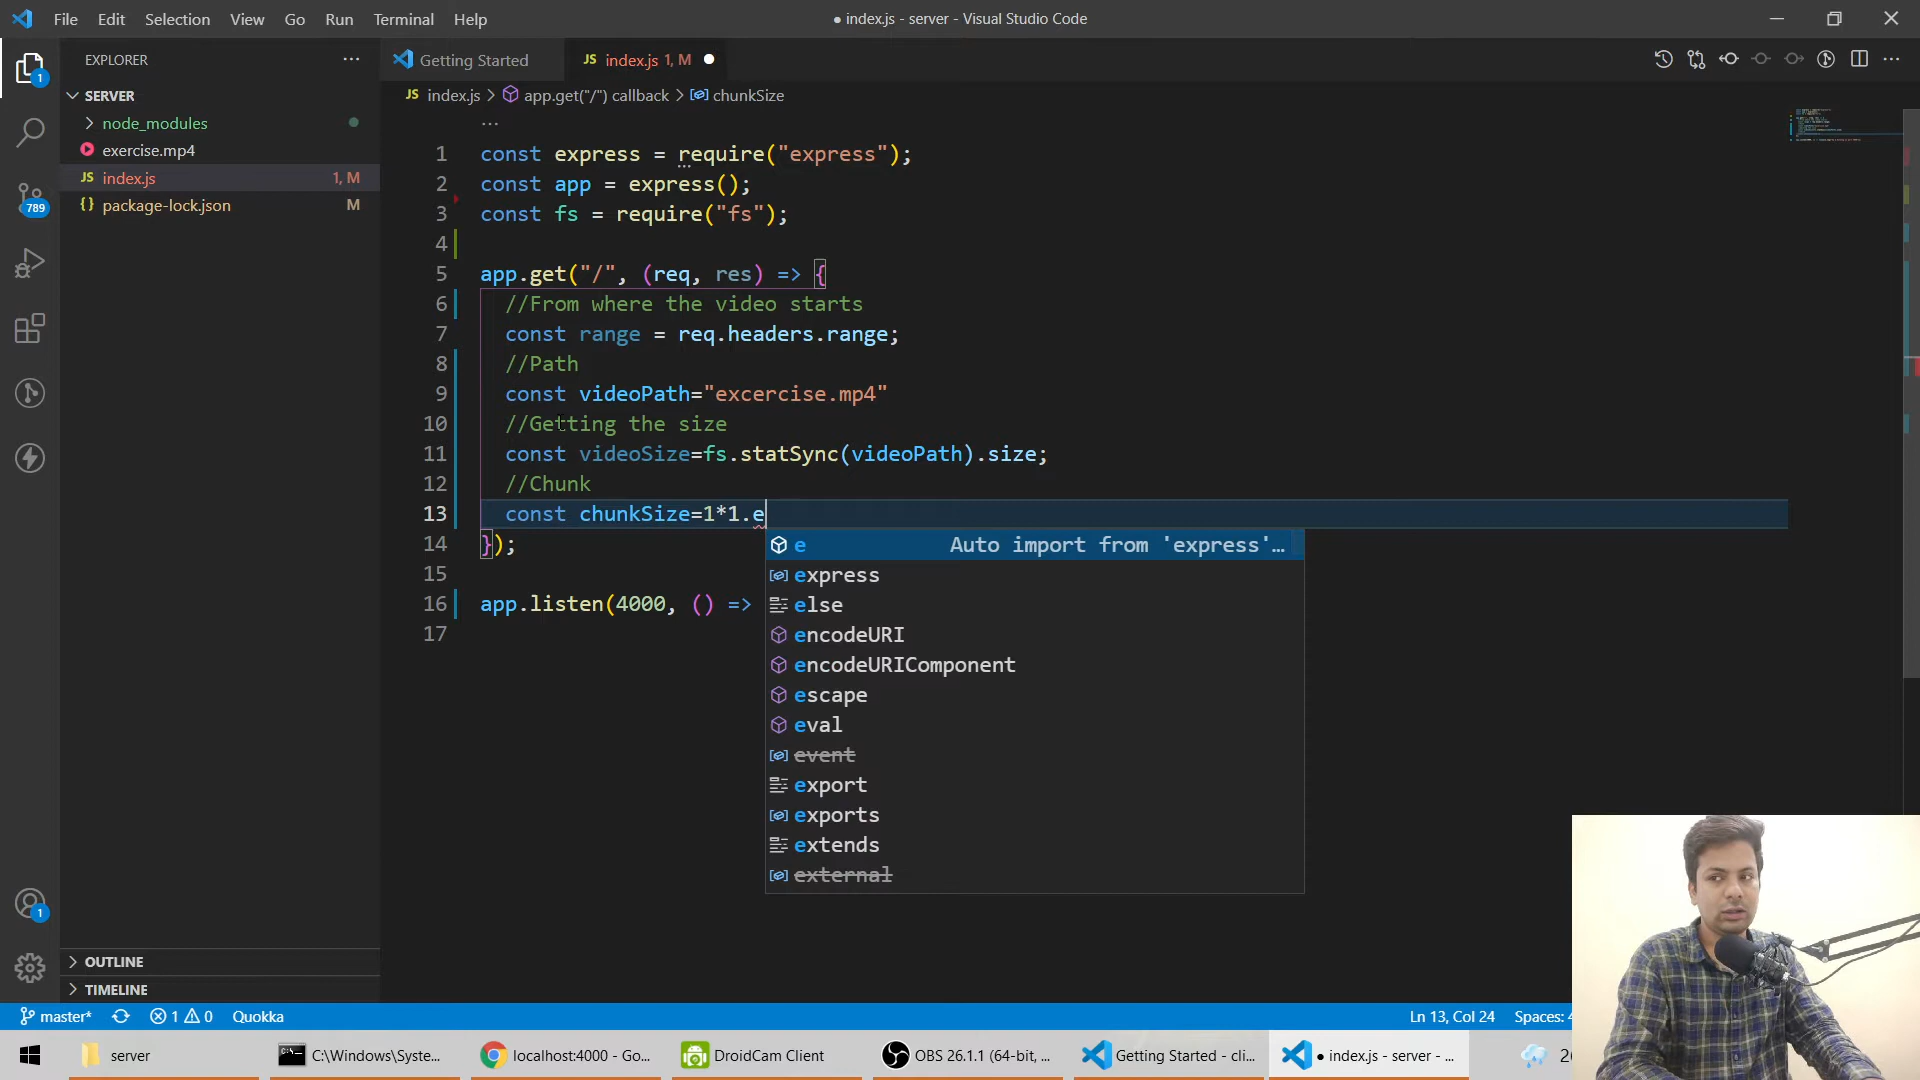 File Edit Selection View Go Run Terminal Help
● index.js - server - Visual Studio Code
EXPLORER
Getting Started
JS index.js 1, M
SERVER
JS index.js > app.get("/") callback > chunkSize
node_modules
exercise.mp4
JS index.js 1, M
{} package-lock.json M
1
789
1
1 const express = require("express");
2 const app = express();
3 const fs = require("fs");
4
5 app.get("/", (req, res) => {
6 //From where the video starts
7 const range = req.headers.range;
8 //Path
9 const videoPath="excercise.mp4"
10 //Getting the size
11 const videoSize=fs.statSync(videoPath).size;
12 //Chunk
13 const chunkSize=1*1.e
14 });
15
16 app.listen(4000, () =>
17
e Auto import from 'express'...
express
else
encodeURI
encodeURIComponent
escape
eval
event
export
exports
extends
external
OUTLINE
TIMELINE
master* 1 0 Quokka
Ln 13, Col 24 Spaces:
server
C:\Windows\Syste...
localhost:4000 - Go...
DroidCam Client
OBS 26.1.1 (64-bit, ...
Getting Started - cli...
● index.js - server - ...